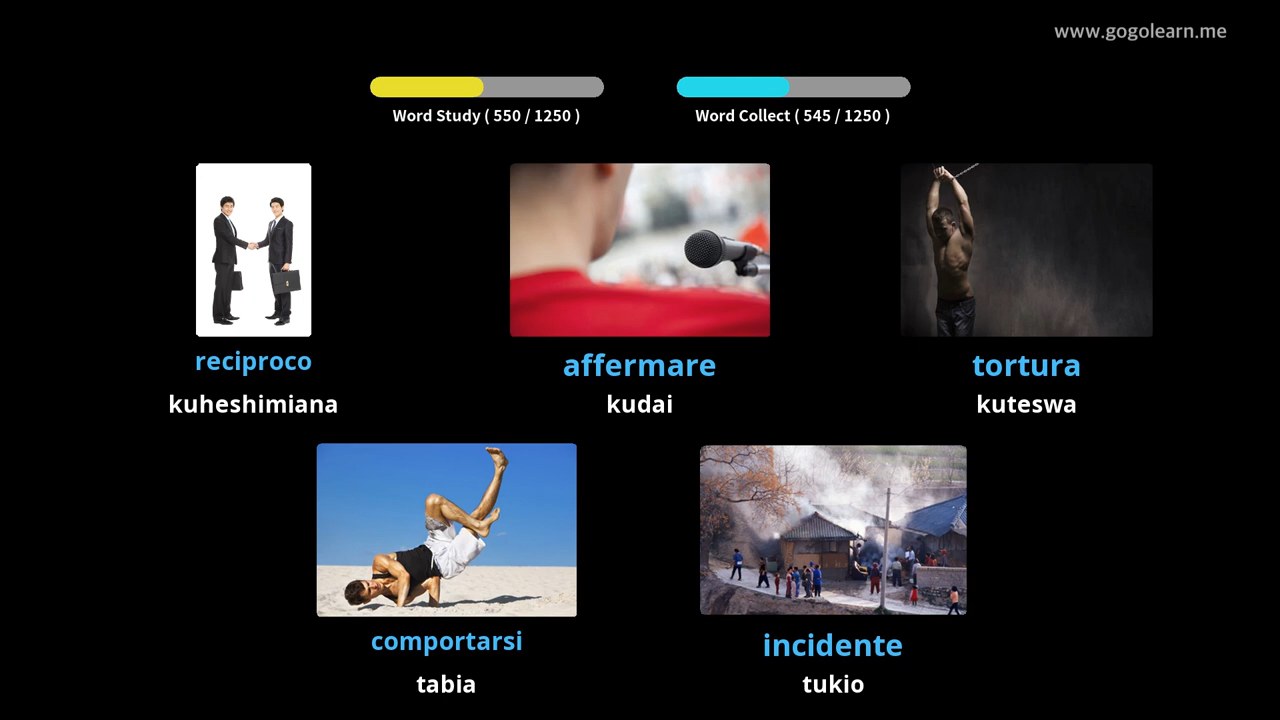 www.gogolearn.me
Word Study ( 550 / 1250 )
Word Collect ( 545 / 1250 )
reciproco
kuheshimiana
affermare
kudai
tortura
kuteswa
comportarsi
tabia
incidente
tukio